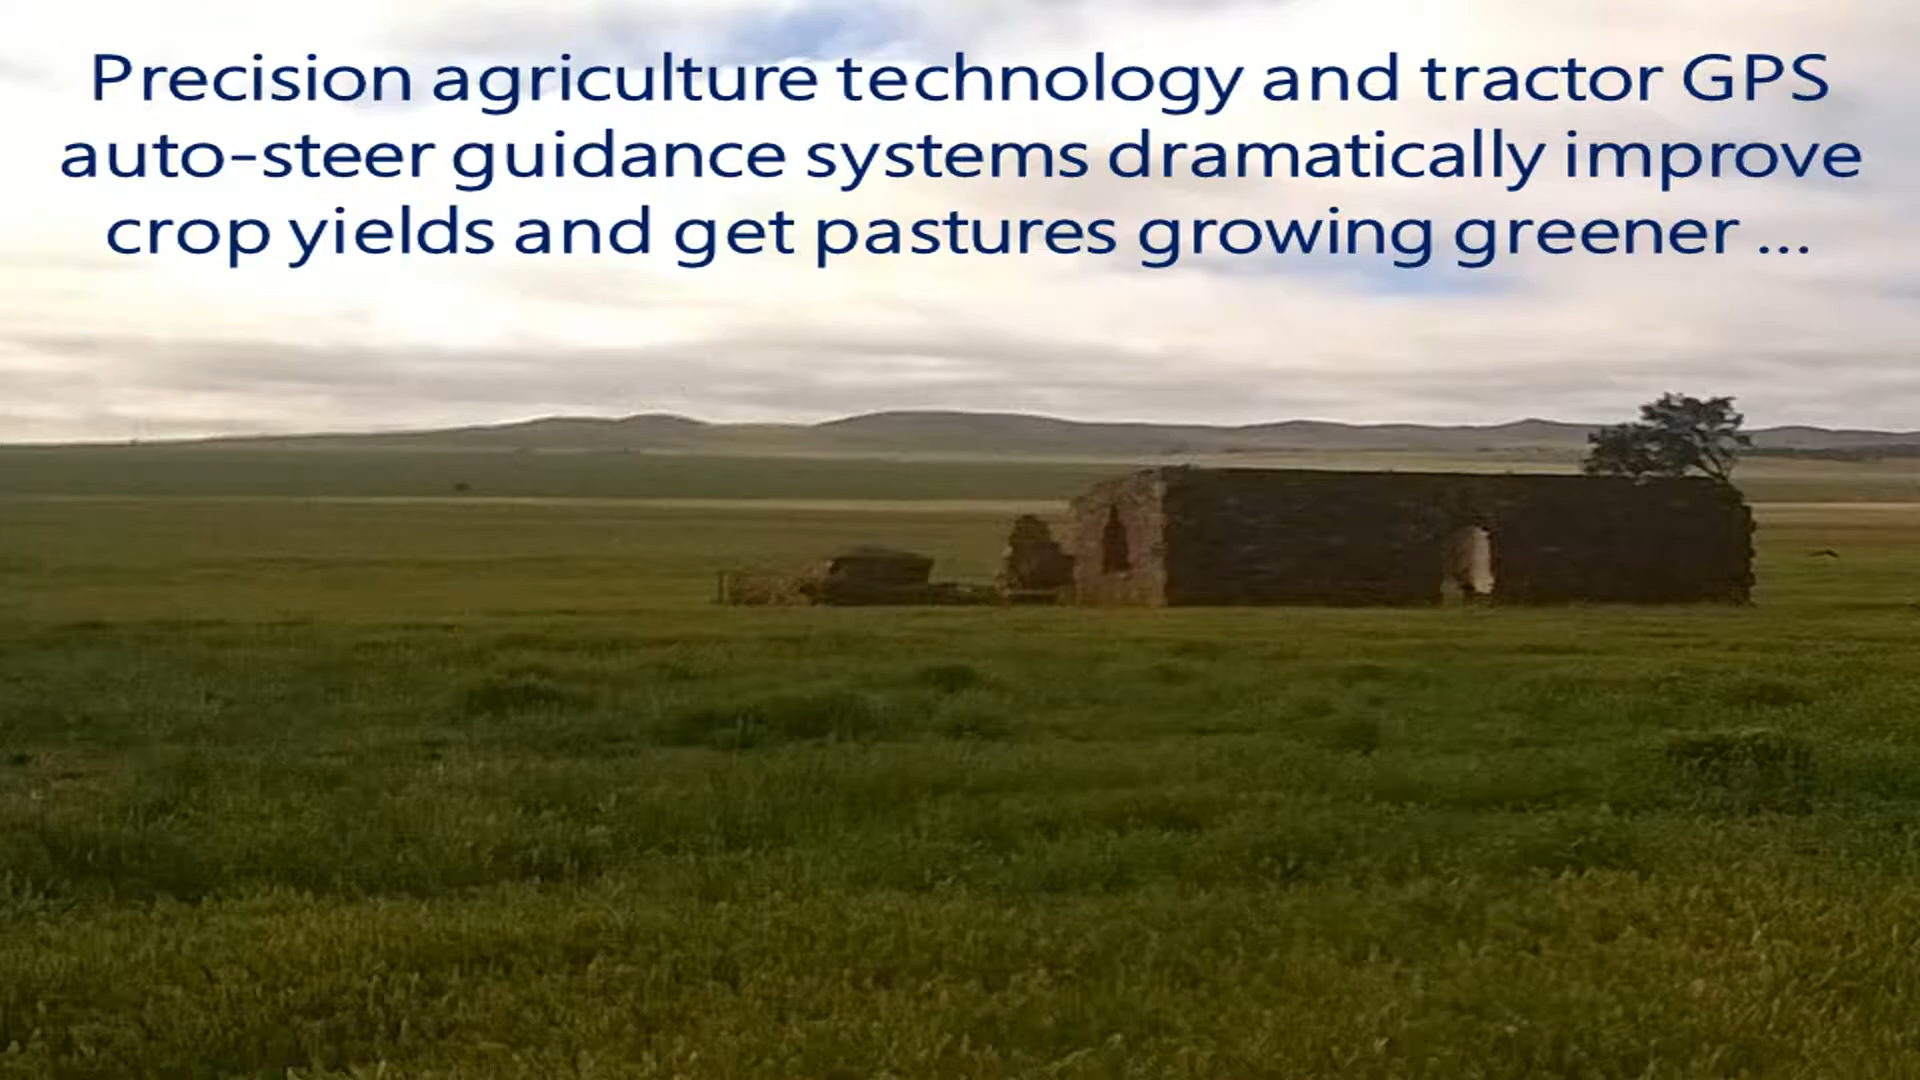 Precision agriculture technology and tractor GPS
auto-steer guidance systems dramatically improve
crop yields and get pastures growing greener ...